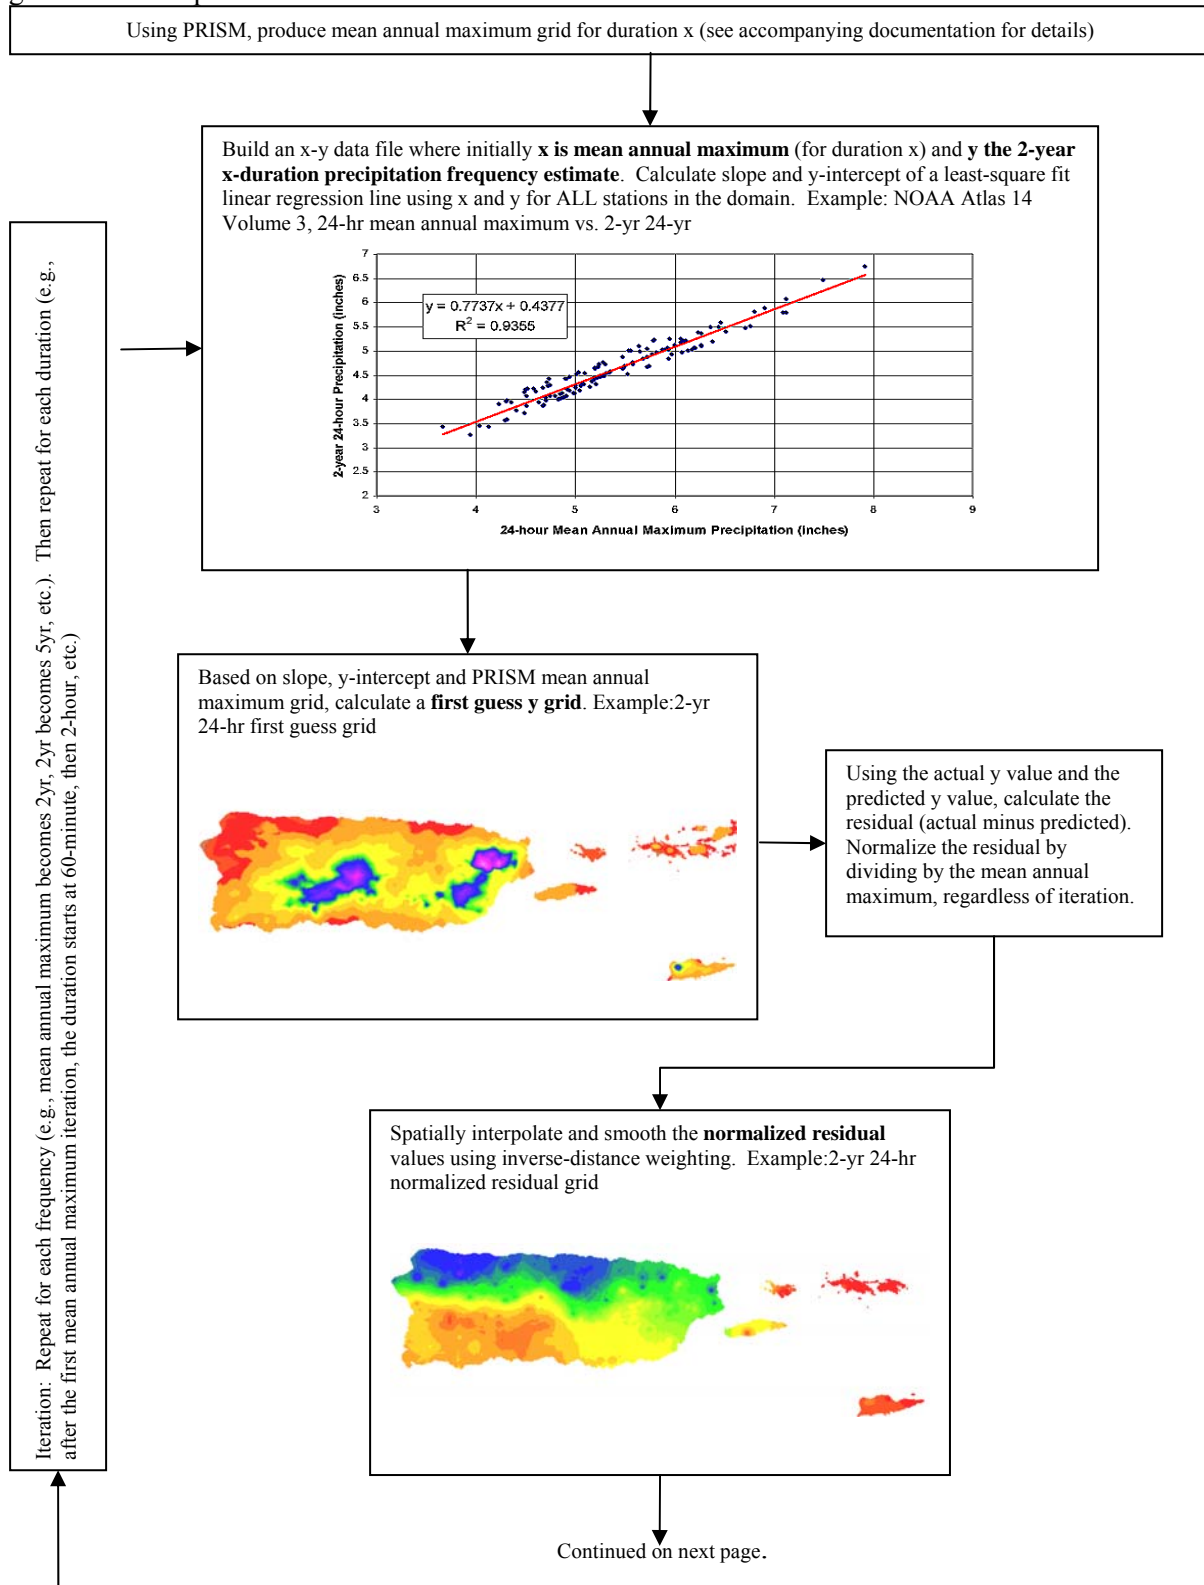 Using PRISM, produce mean annual maximum grid for duration x (see accompanying documentation for details)
Build an x-y data file where initially x is mean annual maximum (for duration x) and y the 2-year
x-duration precipitation frequency estimate.  Calculate slope and y-intercept of a least-square fit
linear regression line using x and y for ALL stations in the domain.  Example: NOAA Atlas 14
Volume 3, 24-hr mean annual maximum vs. 2-yr 24-yr
7
6.5
6
5.5
5
4.5
4
3.5
3
2.5
2
y = 0.7737x + 0.4377
R² = 0.9355
2-year 24-hour Precipitation (inches)
3 4 5 6 7 8 9
24-hour Mean Annual Maximum Precipitation (inches)
Iteration:  Repeat for each frequency (e.g., mean annual maximum becomes 2yr, 2yr becomes 5yr, etc.).  Then repeat for each duration (e.g.,
after the first mean annual maximum iteration, the duration starts at 60-minute, then 2-hour, etc.)
Based on slope, y-intercept and PRISM mean annual
maximum grid, calculate a first guess y grid. Example:2-yr
24-hr first guess grid
Using the actual y value and the
predicted y value, calculate the
residual (actual minus predicted).
Normalize the residual by
dividing by the mean annual
maximum, regardless of iteration.
Spatially interpolate and smooth the normalized residual
values using inverse-distance weighting.  Example:2-yr 24-hr
normalized residual grid
Continued on next page.